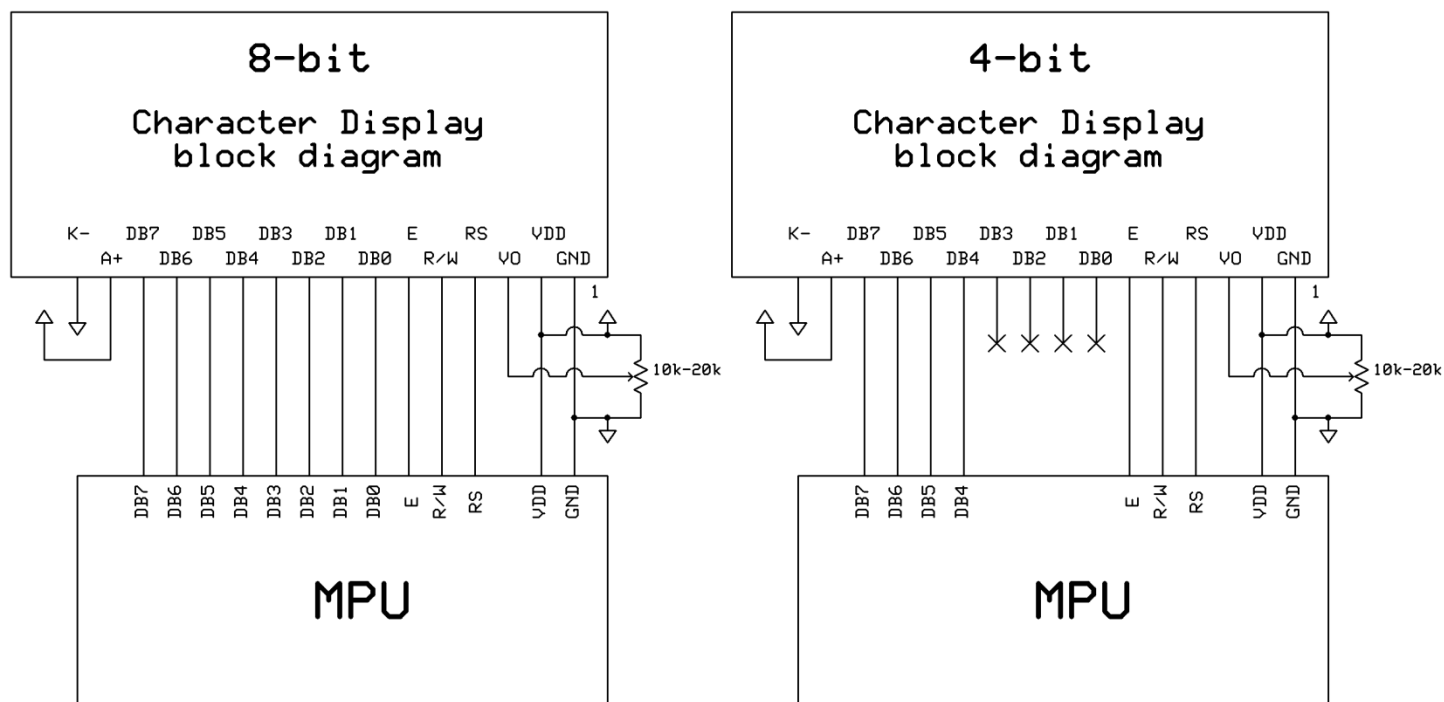 8-bit
Character Display
block diagram
K- DB7 DB5 DB3 DB1 E RS VDD
A+ DB6 DB4 DB2 DB0 R/W VO GND
1
10k-20k
DB7 DB6 DB5 DB4 DB3 DB2 DB1 DB0 E R/W RS VDD GND
MPU
4-bit
Character Display
block diagram
K- DB7 DB5 DB3 DB1 E RS VDD
A+ DB6 DB4 DB2 DB0 R/W VO GND
1
10k-20k
DB7 DB6 DB5 DB4 E R/W RS VDD GND
MPU